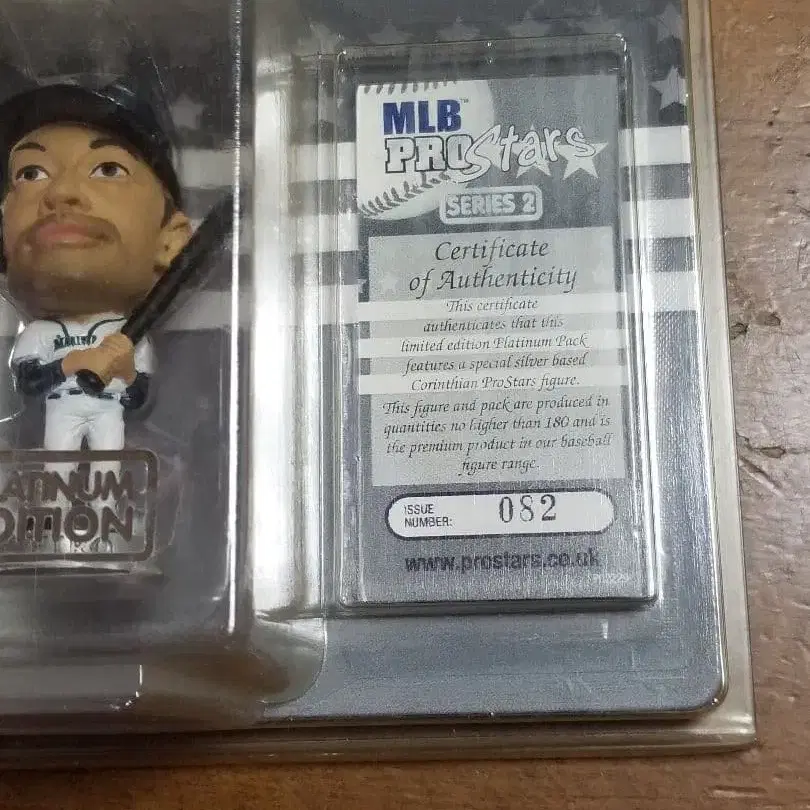 MLB™
PROStars
SERIES 2
Certificate
of Authenticity
This certificate
authenticates that this
limited edition Platinum Pack
features a special silver based
Corinthian ProStars figure.
This figure and pack are produced in
quantities no higher than 180 and is
the premium product in our baseball
figure range.
ISSUE
NUMBER: 082
www.prostars.co.uk
ATINUM
DITION